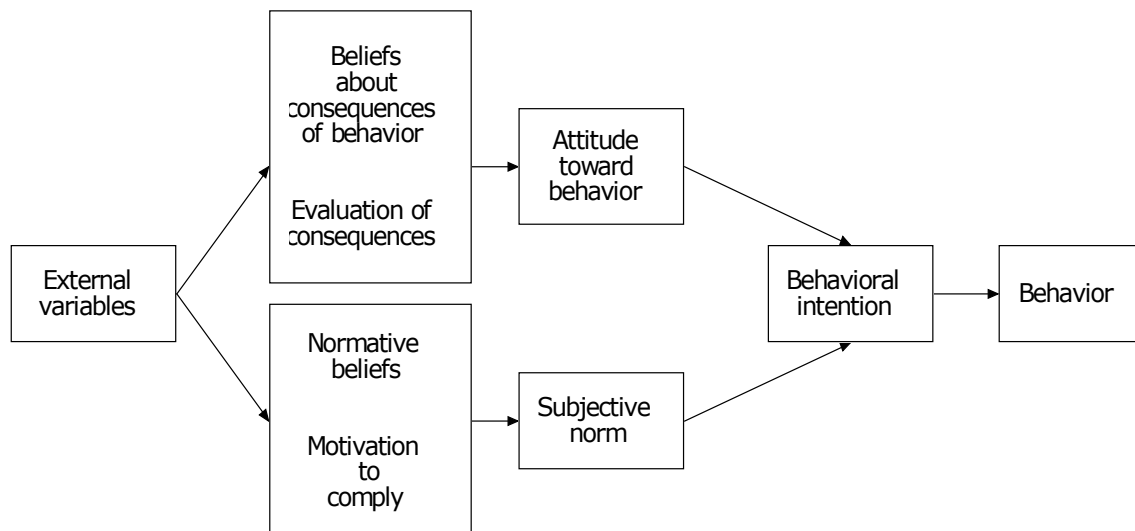 Beliefs
about
consequences
of behavior
Evaluation of
consequences
Attitude
toward
behavior
External
variables
Behavioral
intention
Behavior
Normative
beliefs
Motivation
to
comply
Subjective
norm